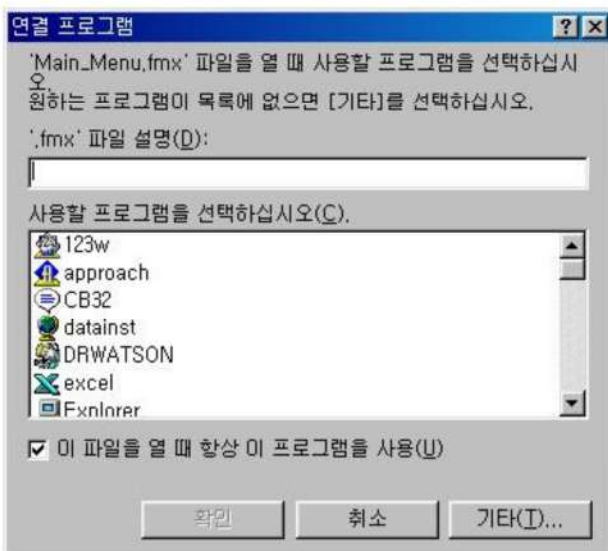 연결 프로그램
'Main_Menu,fmx' 파일을 열 때 사용할 프로그램을 선택하십시
오.
원하는 프로그램이 목록에 없으면 [기타]를 선택하십시오.
',fmx' 파일 설명(D):
사용할 프로그램을 선택하십시오(C).
123w
approach
CB32
datainst
DRWATSON
excel
Explorer
이 파일을 열 때 항상 이 프로그램을 사용(U)
확인
취소
기타(T)...